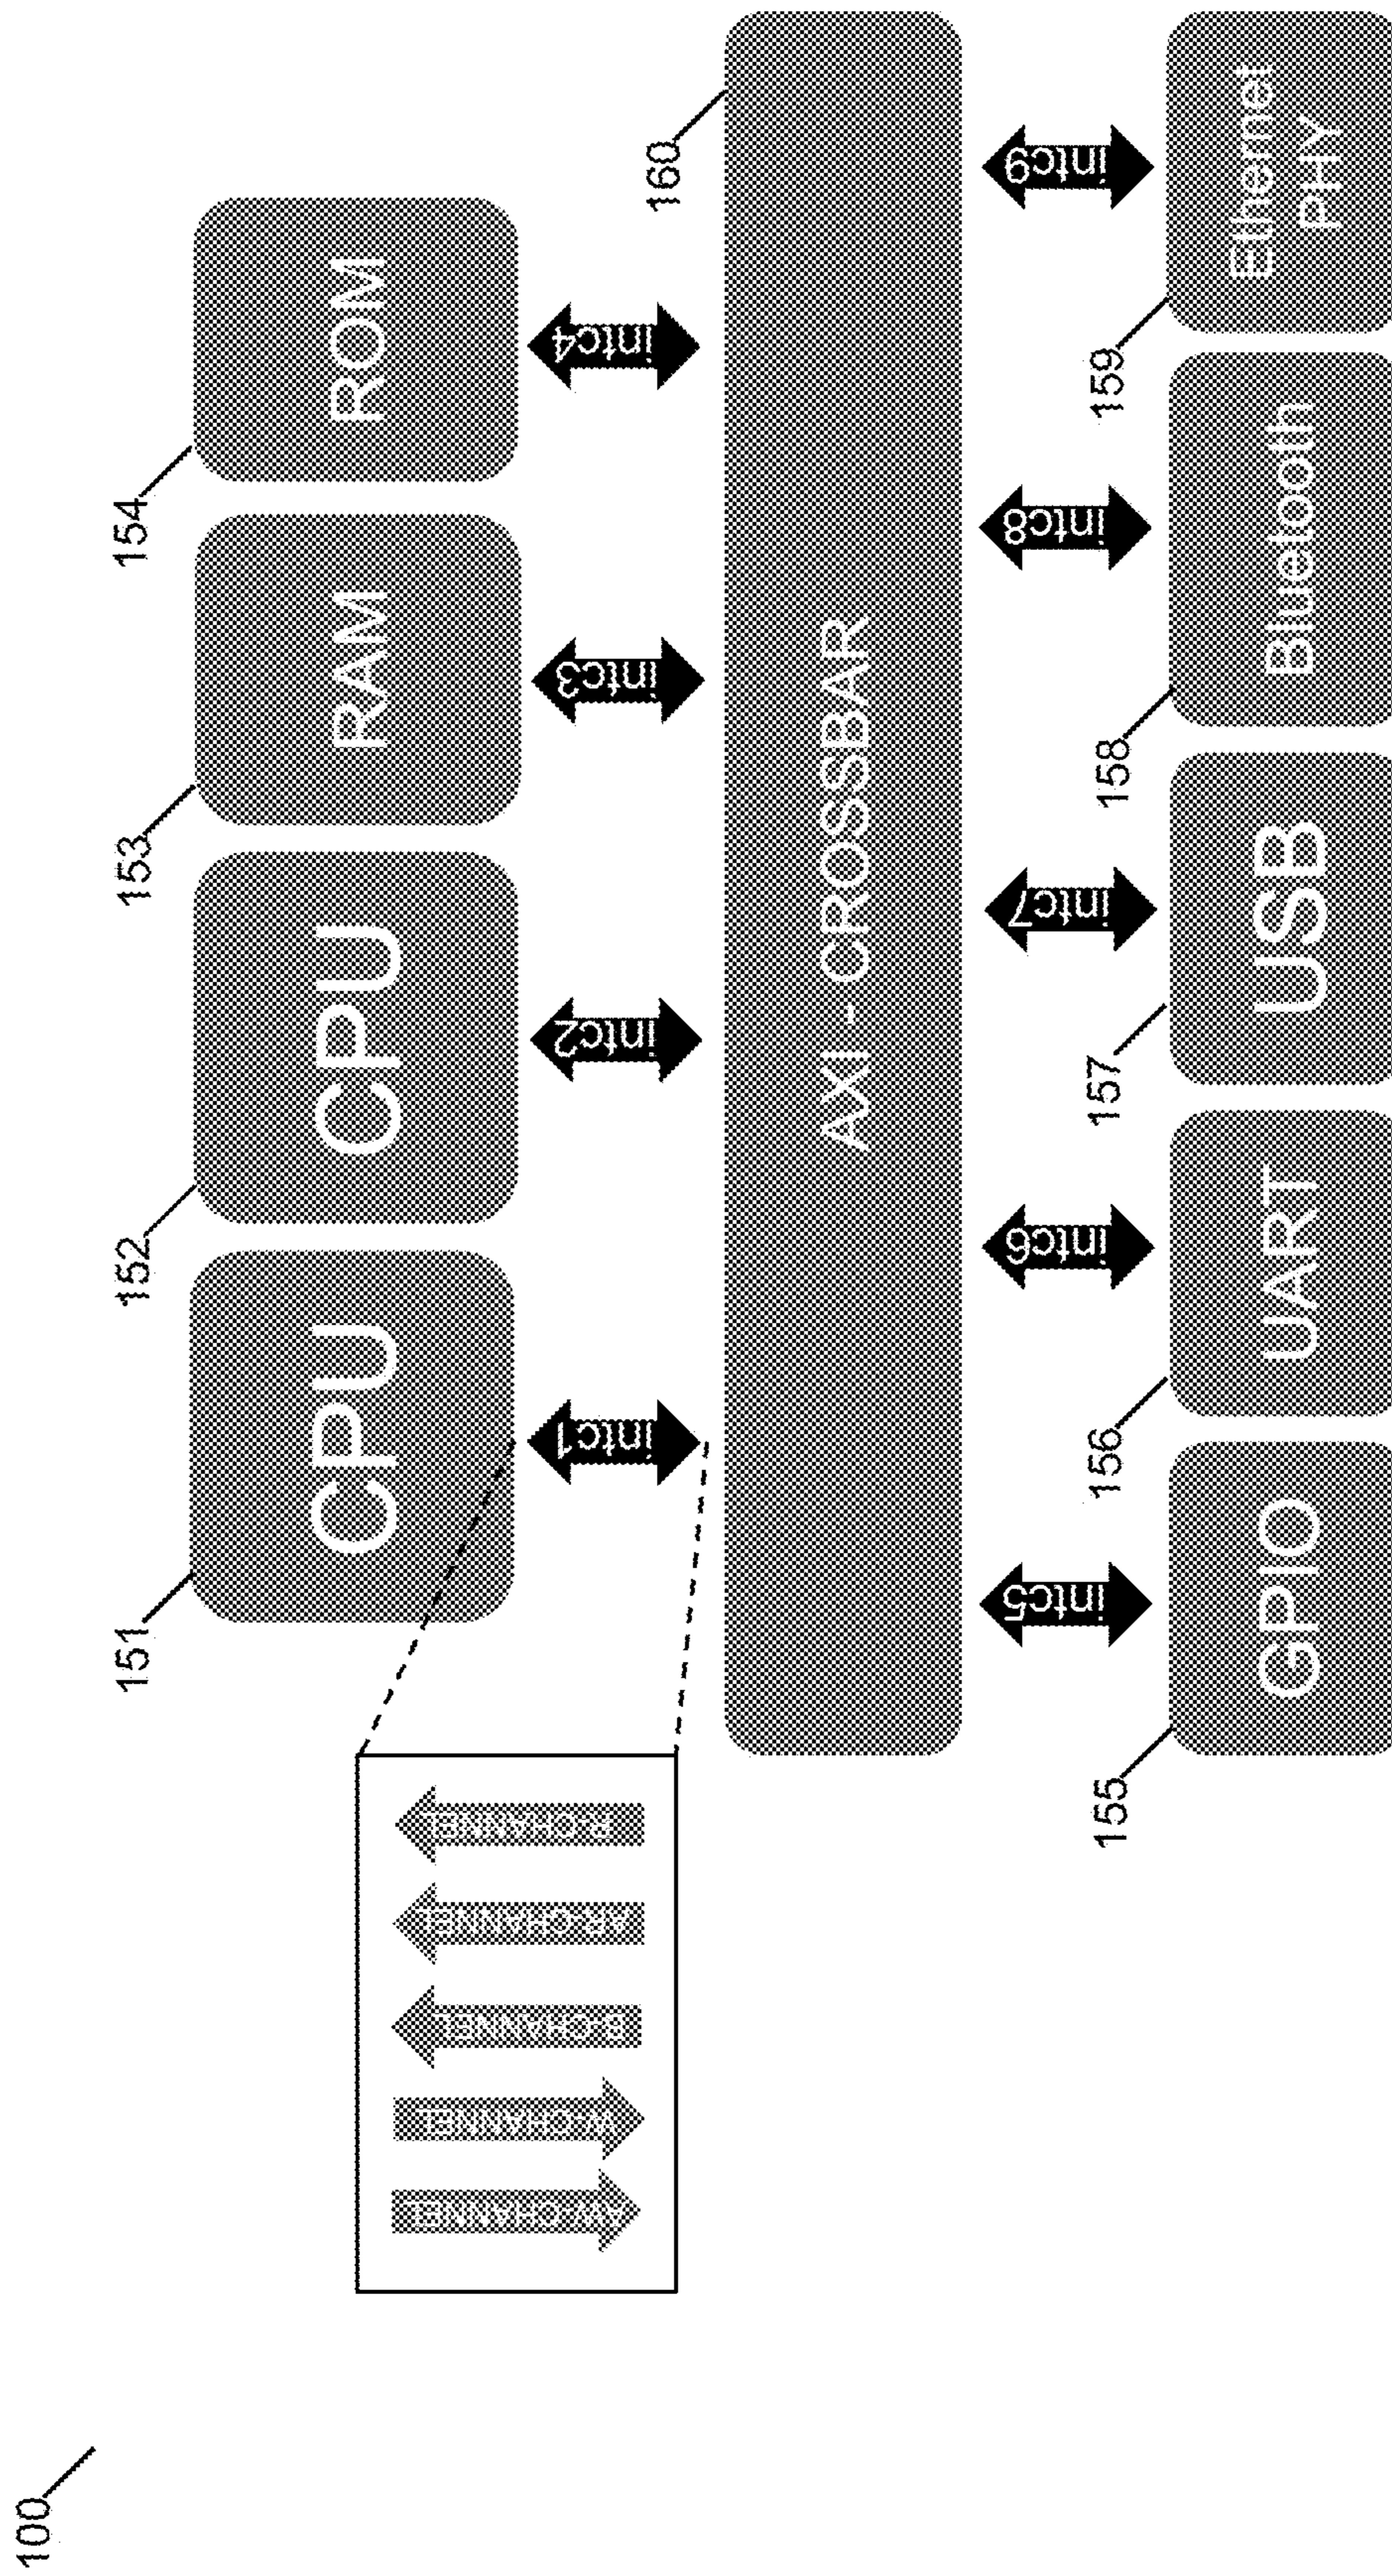 100
151
CPU
152
CPU
153
RAM
154
ROM
intc1
intc2
intc3
intc4
AW-CHANNEL
W-CHANNEL
B-CHANNEL
AR-CHANNEL
R-CHANNEL
160
AXI - CROSSBAR
intc5
intc6
intc7
intc8
intc9
155
GPIO
156
UART
157
USB
158
Bluetooth
159
Ethernet
PHY